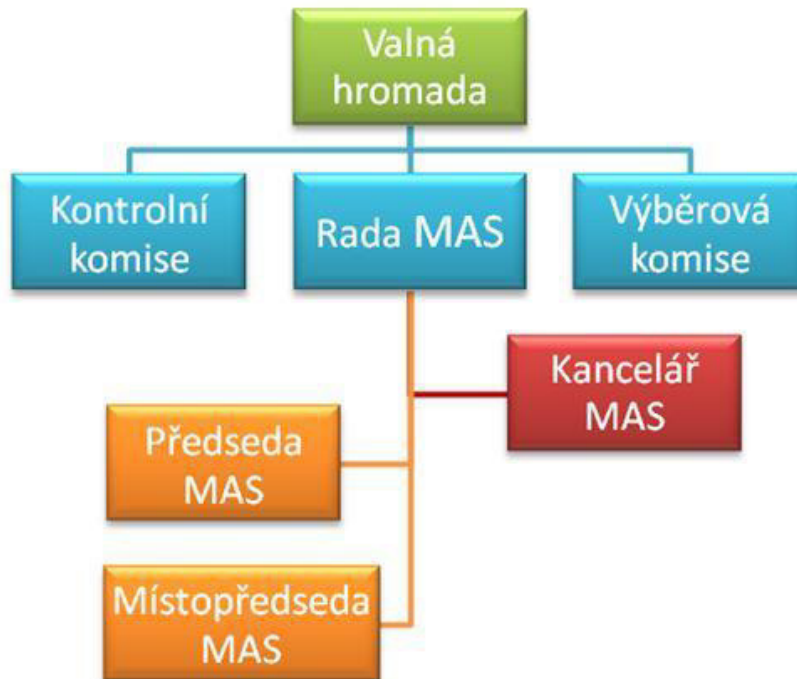 Valná
hromada
Kontrolní
komise
Rada MAS
Výběrová
komise
Kancelář
MAS
Předseda
MAS
Místopředseda
MAS